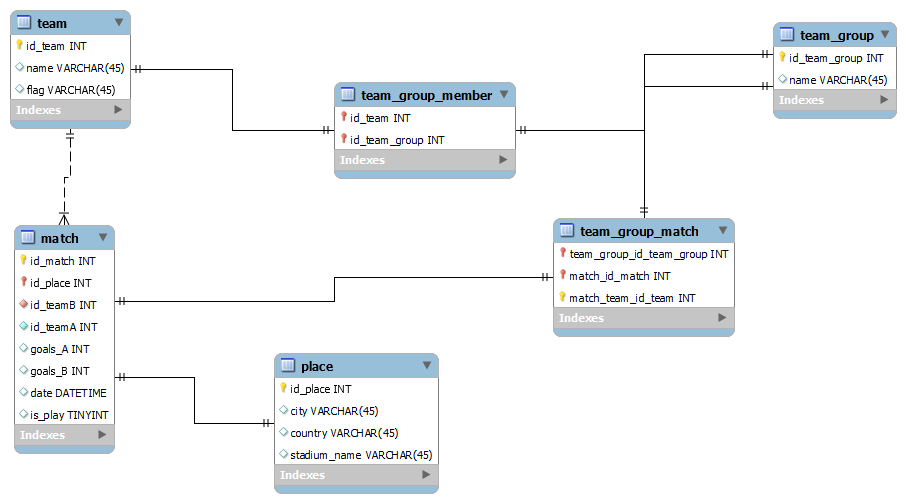 team
id_team INT
name VARCHAR(45)
flag VARCHAR(45)
Indexes
team_group_member
id_team INT
id_team_group INT
Indexes
team_group
id_team_group INT
name VARCHAR(45)
Indexes
match
id_match INT
id_place INT
id_teamB INT
id_teamA INT
goals_A INT
goals_B INT
date DATETIME
is_play TINYINT
Indexes
team_group_match
team_group_id_team_group INT
match_id_match INT
match_team_id_team INT
Indexes
place
id_place INT
city VARCHAR(45)
country VARCHAR(45)
stadium_name VARCHAR(45)
Indexes